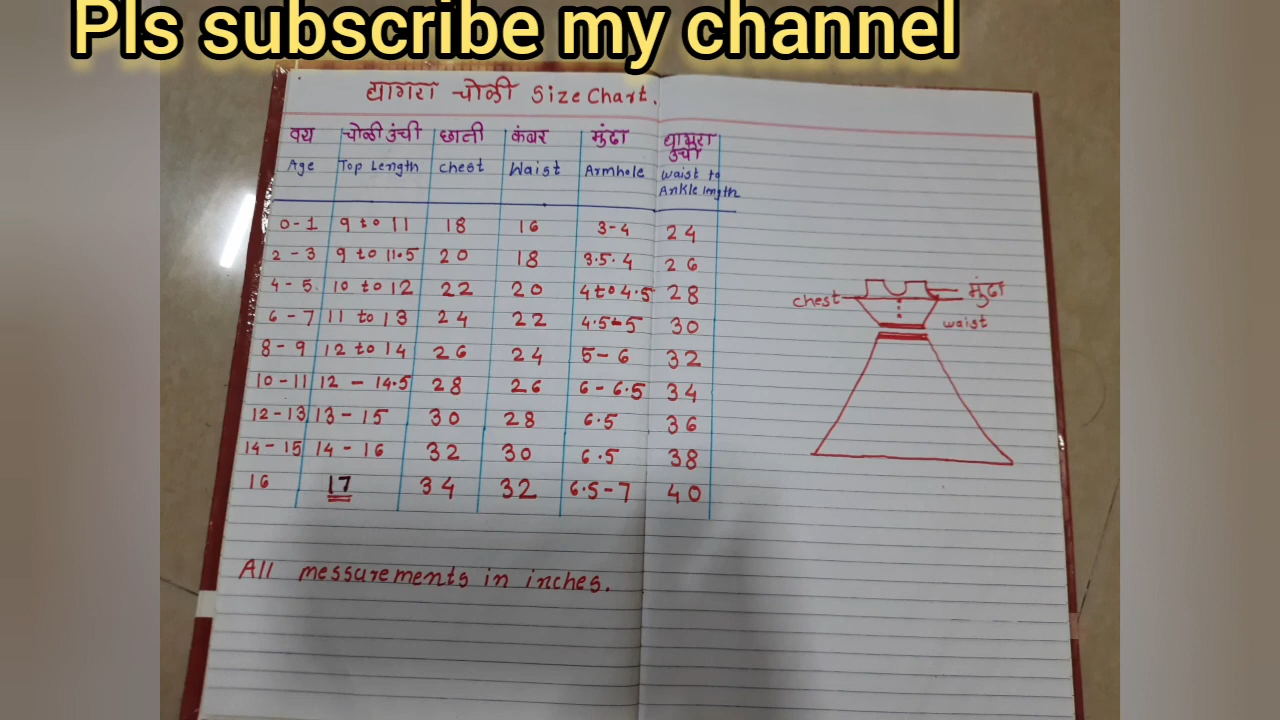 Pls subscribe my channel
घागरा चोळी Size Chart.
वय चोळी उंची छाती कंबर मुंढा घागरा उंची
Age Top Length chest Waist Armhole waist to Ankle length
0-1 9 to 11 18 16 3-4 24
2-3 9 to 11.5 20 18 3.5.4 26
4-5 10 to 12 22 20 4 to 4.5 28
6-7 11 to 13 24 22 4.5-5 30
8-9 12 to 14 26 24 5-6 32
10-11 12 - 14.5 28 26 6-6.5 34
12-13 13-15 30 28 6.5 36
14-15 14-16 32 30 6.5 38
16 17 34 32 6.5-7 40
All messurements in inches.
chest मुंढा
waist